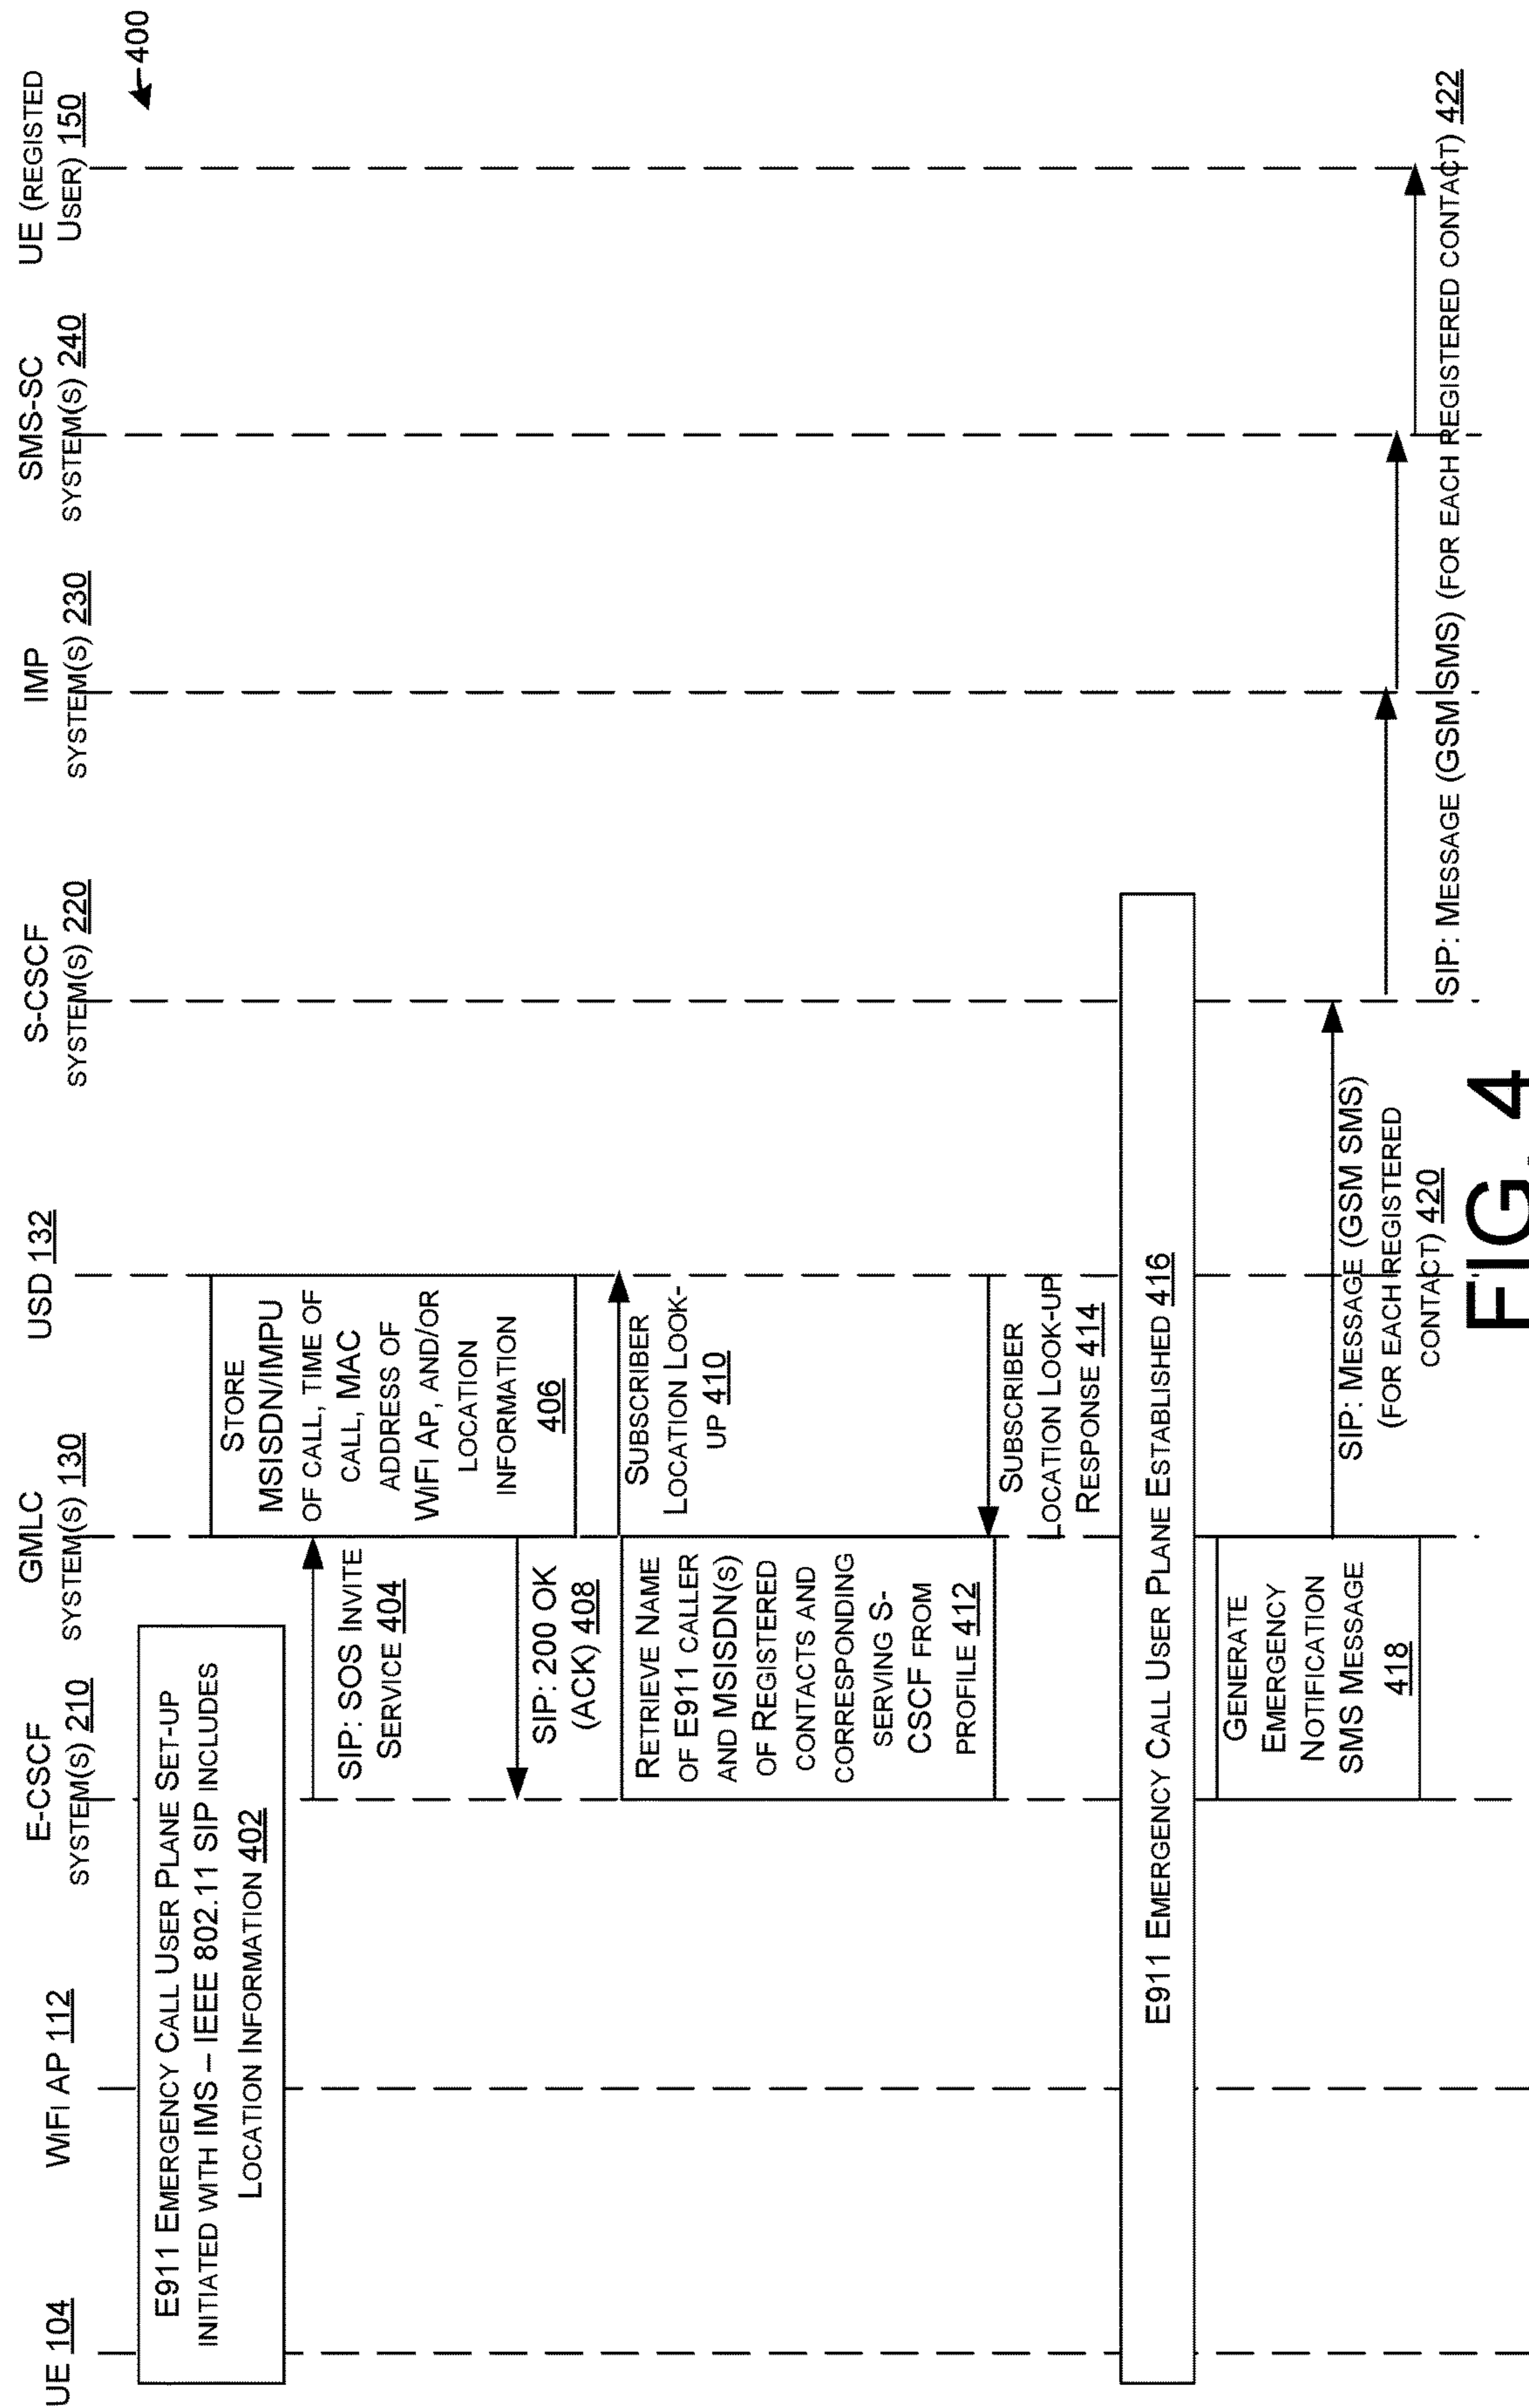 400
UE 104
WIFI AP 112
E-CSCF
SYSTEM(S) 210
GMLC
SYSTEM(S) 130
USD 132
S-CSCF
SYSTEM(S) 220
IMP
SYSTEM(S) 230
SMS-SC
SYSTEM(S) 240
UE (REGISTERED
USER) 150
E911 EMERGENCY CALL USER PLANE SET-UP
INITIATED WITH IMS – IEEE 802.11 SIP INCLUDES
LOCATION INFORMATION 402
SIP: SOS INVITE
SERVICE 404
STORE
MSISDN/IMPU
OF CALL, TIME OF
CALL, MAC
ADDRESS OF
WIFI AP, AND/OR
LOCATION
INFORMATION
406
SIP: 200 OK
(ACK) 408
SUBSCRIBER
LOCATION LOOK-
UP 410
RETRIEVE NAME
OF E911 CALLER
AND MSISDN(S)
OF REGISTERED
CONTACTS AND
CORRESPONDING
SERVING S-
CSCF FROM
PROFILE 412
SUBSCRIBER
LOCATION LOOK-UP
RESPONSE 414
E911 EMERGENCY CALL USER PLANE ESTABLISHED 416
GENERATE
EMERGENCY
NOTIFICATION
SMS MESSAGE
418
SIP: MESSAGE (GSM SMS)
(FOR EACH REGISTERED
CONTACT) 420
SIP: MESSAGE (GSM SMS) (FOR EACH REGISTERED CONTACT) 422
FIG. 4